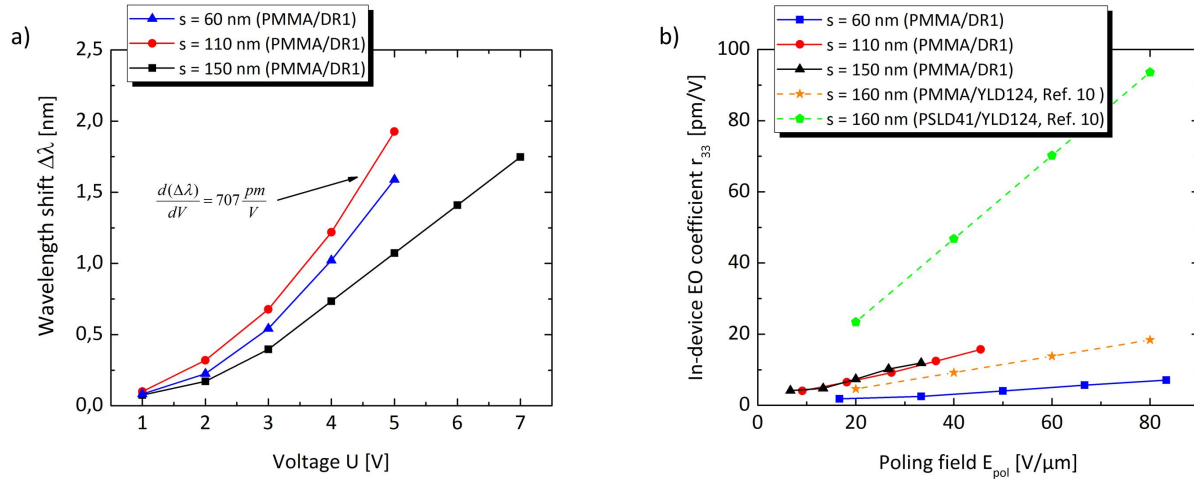 a)
s = 60 nm (PMMA/DR1)
s = 110 nm (PMMA/DR1)
s = 150 nm (PMMA/DR1)
2,5
2,0
1,5
1,0
0,5
0,0
Wavelength shift Δλ [nm]
d(Δλ)/dV = 707 pm/V
1 2 3 4 5 6 7
Voltage U [V]
b)
s = 60 nm (PMMA/DR1)
s = 110 nm (PMMA/DR1)
s = 150 nm (PMMA/DR1)
s = 160 nm (PMMA/YLD124, Ref. 10 )
s = 160 nm (PSLD41/YLD124, Ref. 10)
100
80
60
40
20
0
In-device EO coefficient r33 [pm/V]
0 20 40 60 80
Poling field Epol [V/μm]